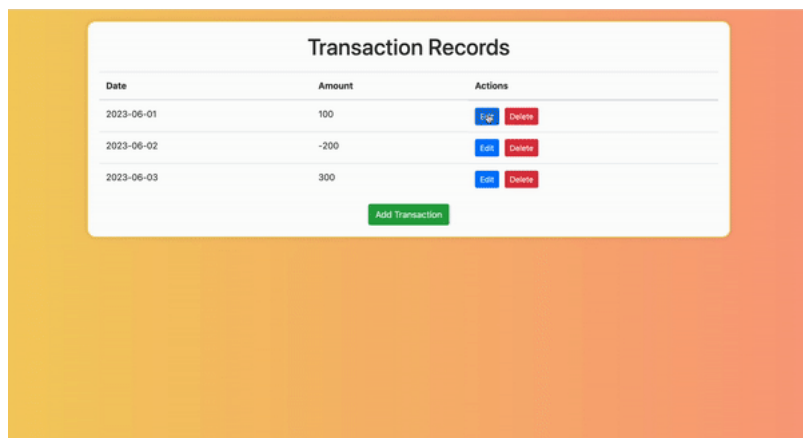 Transaction Records
Date Amount Actions
2023-06-01 100 Edit Delete
2023-06-02 -200 Edit Delete
2023-06-03 300 Edit Delete
Add Transaction